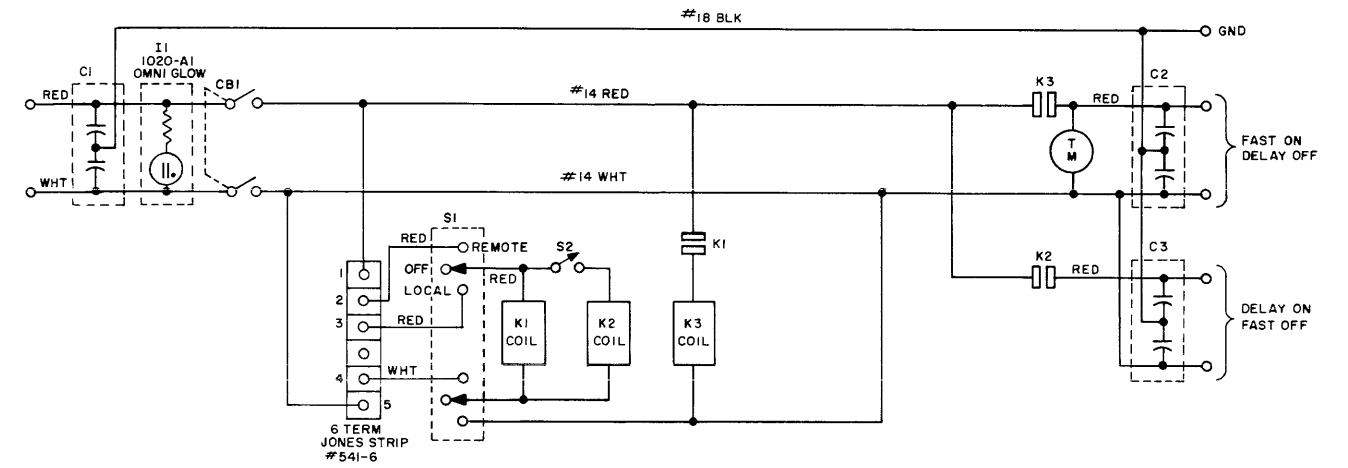 #18 BLK
GND
I1
1020-A1
OMNI GLOW
C1
CB1
RED
#14 RED
K3
RED
C2
T
M
FAST ON
DELAY OFF
WHT
#14 WHT
S1
RED
REMOTE
S2
K1
OFF
RED
LOCAL
1
2
3
RED
4
WHT
5
K1
COIL
K2
COIL
K3
COIL
K2
RED
C3
DELAY ON
FAST OFF
6 TERM
JONES STRIP
#541-6